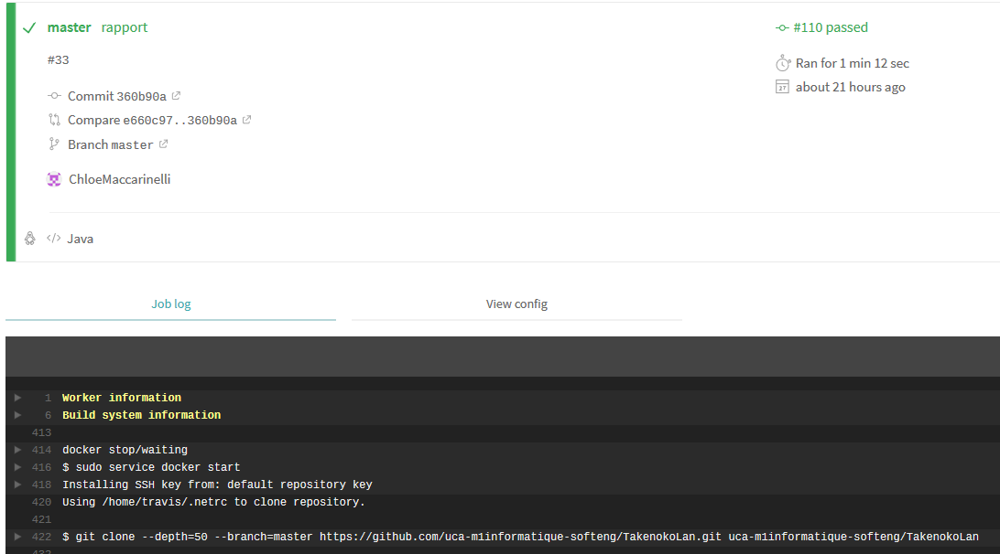 master rapport
#110 passed
#33
Ran for 1 min 12 sec
about 21 hours ago
Commit 360b90a
Compare e660c97..360b90a
Branch master
ChloeMaccarinelli
Java
Job log
View config
1 Worker information
6 Build system information
413
414 docker stop/waiting
416 $ sudo service docker start
418 Installing SSH key from: default repository key
420 Using /home/travis/.netrc to clone repository.
421
422 $ git clone --depth=50 --branch=master https://github.com/uca-m1informatique-softeng/TakenokoLan.git uca-m1informatique-softeng/TakenokoLan